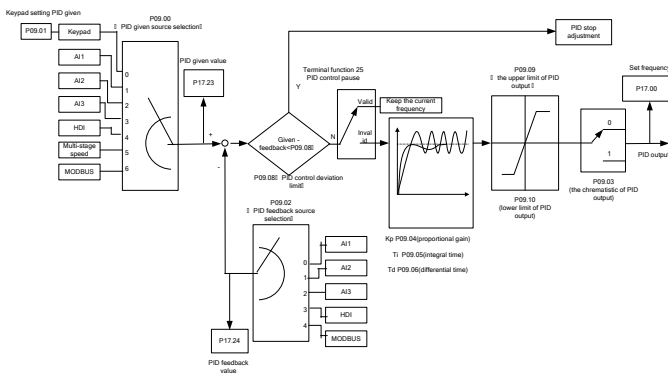 Keypad setting PID given
P09.00
( PID given source selection)
P09.01
Keypad
AI1
AI2
AI3
HDI
Multi-stage
speed
MODBUS
0
1
2
3
4
5
6
PID given value
P17.23
+
-
Given -
feedback<P09.08
Y
N
P09.08 PID control deviation
limit
Terminal function 25
PID control pause
Valid
Inval
id
Keep the current
frequency
PID stop
adjustment
P09.09
the upper limit of PID
output
P09.10
(lower limit of PID
output)
Set frequency
P17.00
0
1
PID output
P09.03
(the chrematistic of PID
output)
Kp P09.04(proportional gain)
Ti P09.05(integral time)
Td P09.06(differential time)
P09.02
PID feedback source
selection
0
1
2
3
4
AI1
AI2
AI3
HDI
MODBUS
P17.24
PID feedback
value